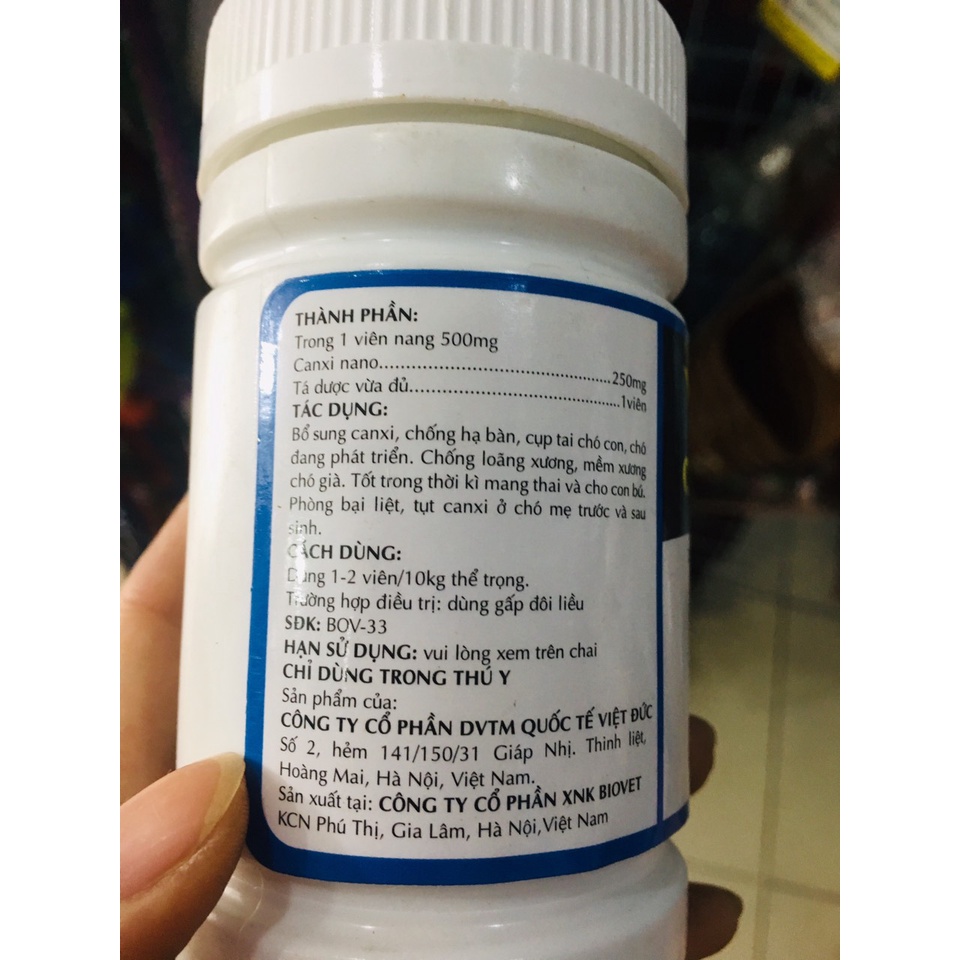 THÀNH PHẦN:
Trong 1 viên nang 500mg
Canxi nano..................................................250mg
Tá dược vừa đủ..........................................1viên
TÁC DỤNG:
Bổ sung canxi, chống hạ bàn, cụp tai chó con, chó
đang phát triển. Chống loãng xương, mềm xương
chó già. Tốt trong thời kì mang thai và cho con bú.
Phòng bại liệt, tụt canxi ở chó mẹ trước và sau
sinh.
CÁCH DÙNG:
Dùng 1-2 viên/10kg thể trọng.
Trường hợp điều trị: dùng gấp đôi liều
SĐK: BOV-33
HẠN SỬ DỤNG: vui lòng xem trên chai
CHỈ DÙNG TRONG THÚ Y
Sản phẩm của:
CÔNG TY CỔ PHẦN DVTM QUỐC TẾ VIỆT ĐỨC
Số 2, hẻm 141/150/31 Giáp Nhị. Thinh liệt,
Hoàng Mai, Hà Nội, Việt Nam.
Sản xuất tại: CÔNG TY CỔ PHẦN XNK BIOVET
KCN Phú Thị, Gia Lâm, Hà Nội,Việt Nam